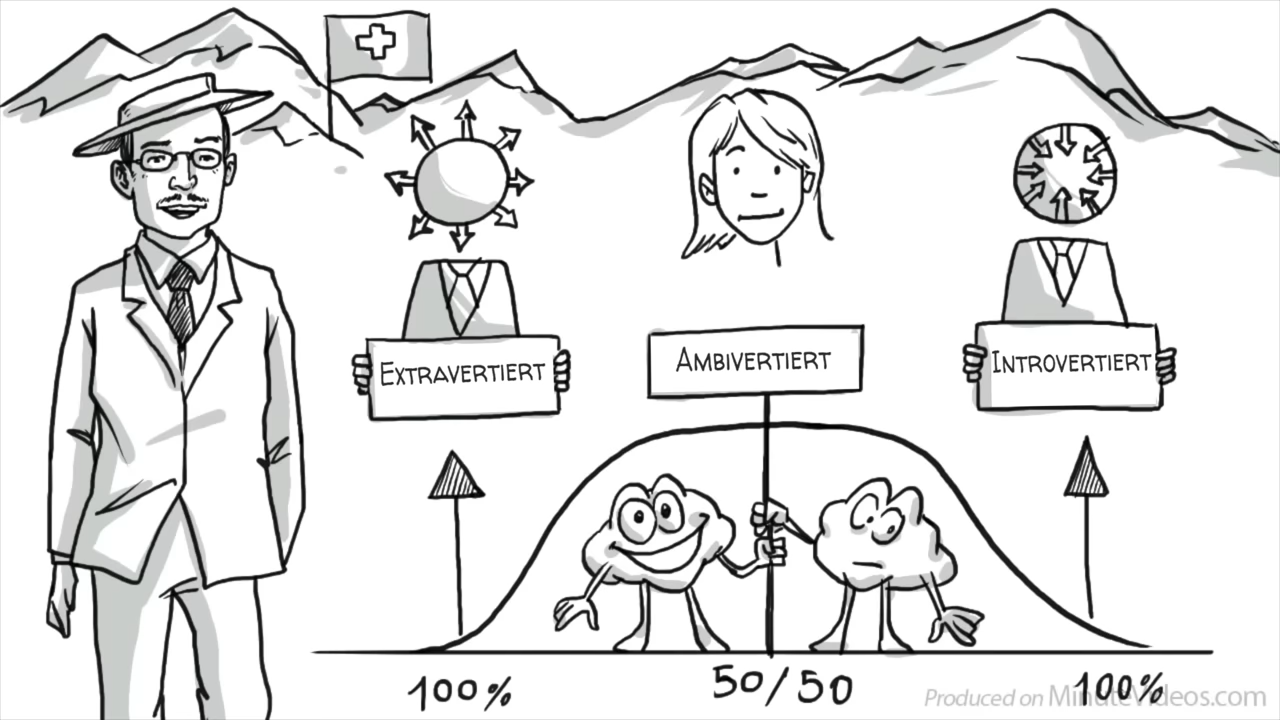 EXTRAVERTIERT
AMBIVERTIERT
INTROVERTIERT
100%
50/50
100%
Produced on MinuteVideos.com